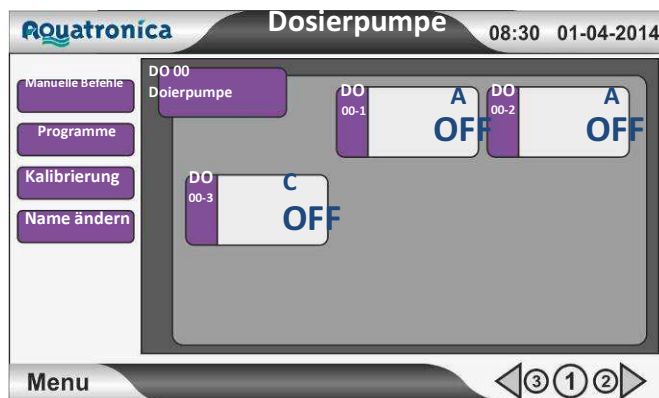 Aquatronica
Dosierpumpe
08:30 01-04-2014
Manuelle Befehle
Programme
Kalibrierung
Name ändern
DO 00
Doierpumpe
DO
00-1
A
OFF
DO
00-2
A
OFF
DO
00-3
C
OFF
Menu
3 1 2